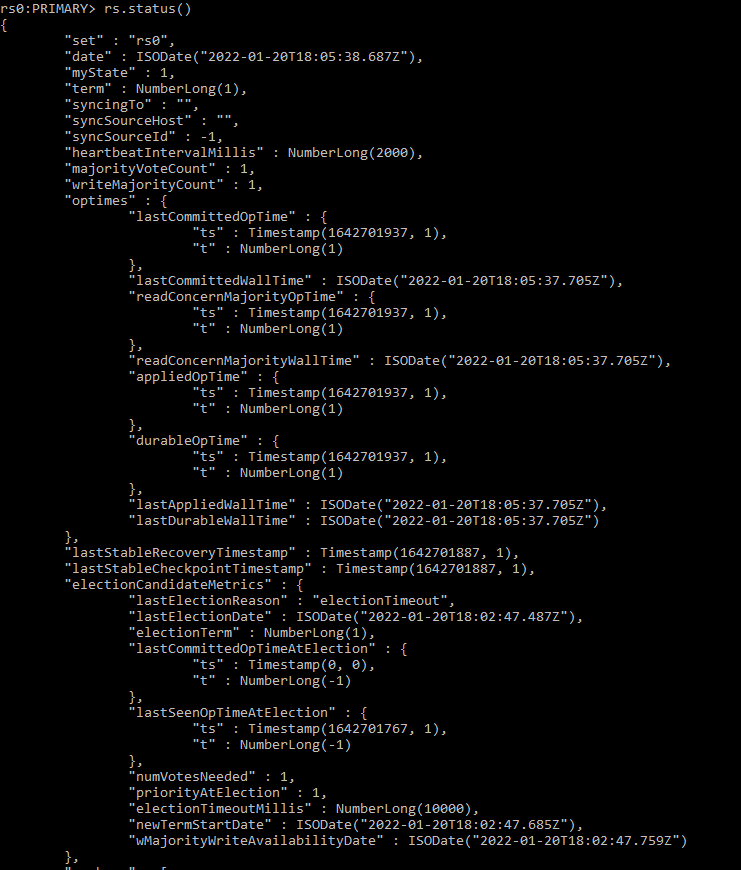 rs0:PRIMARY> rs.status()
{
        "set" : "rs0",
        "date" : ISODate("2022-01-20T18:05:38.687Z"),
        "myState" : 1,
        "term" : NumberLong(1),
        "syncingTo" : "",
        "syncSourceHost" : "",
        "syncSourceId" : -1,
        "heartbeatIntervalMillis" : NumberLong(2000),
        "majorityVoteCount" : 1,
        "writeMajorityCount" : 1,
        "optimes" : {
                "lastCommittedOpTime" : {
                        "ts" : Timestamp(1642701937, 1),
                        "t" : NumberLong(1)
                },
                "lastCommittedWallTime" : ISODate("2022-01-20T18:05:37.705Z"),
                "readConcernMajorityOpTime" : {
                        "ts" : Timestamp(1642701937, 1),
                        "t" : NumberLong(1)
                },
                "readConcernMajorityWallTime" : ISODate("2022-01-20T18:05:37.705Z"),
                "appliedOpTime" : {
                        "ts" : Timestamp(1642701937, 1),
                        "t" : NumberLong(1)
                },
                "durableOpTime" : {
                        "ts" : Timestamp(1642701937, 1),
                        "t" : NumberLong(1)
                },
                "lastAppliedWallTime" : ISODate("2022-01-20T18:05:37.705Z"),
                "lastDurableWallTime" : ISODate("2022-01-20T18:05:37.705Z")
        },
        "lastStableRecoveryTimestamp" : Timestamp(1642701887, 1),
        "lastStableCheckpointTimestamp" : Timestamp(1642701887, 1),
        "electionCandidateMetrics" : {
                "lastElectionReason" : "electionTimeout",
                "lastElectionDate" : ISODate("2022-01-20T18:02:47.487Z"),
                "electionTerm" : NumberLong(1),
                "lastCommittedOpTimeAtElection" : {
                        "ts" : Timestamp(0, 0),
                        "t" : NumberLong(-1)
                },
                "lastSeenOpTimeAtElection" : {
                        "ts" : Timestamp(1642701767, 1),
                        "t" : NumberLong(-1)
                },
                "numVotesNeeded" : 1,
                "priorityAtElection" : 1,
                "electionTimeoutMillis" : NumberLong(10000),
                "newTermStartDate" : ISODate("2022-01-20T18:02:47.685Z"),
                "wMajorityWriteAvailabilityDate" : ISODate("2022-01-20T18:02:47.759Z")
        },